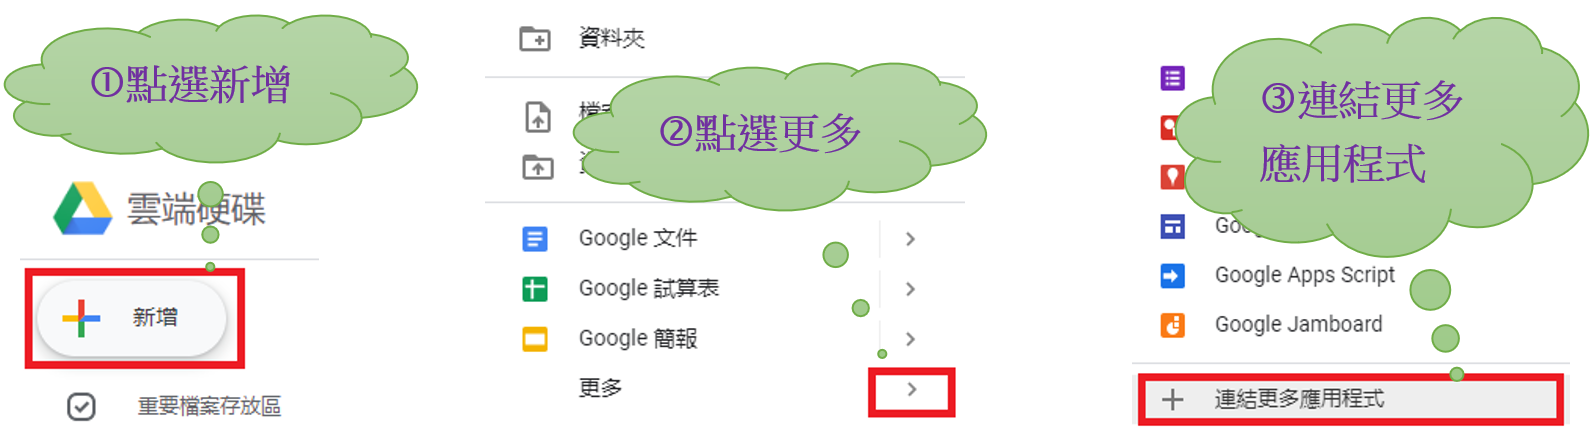 ①點選新增
雲端硬碟
新增
重要檔案存放區
資料夾
②點選更多
Google 文件
Google 試算表
Google 簡報
更多
③連結更多
應用程式
Google Apps Script
Google Jamboard
連結更多應用程式